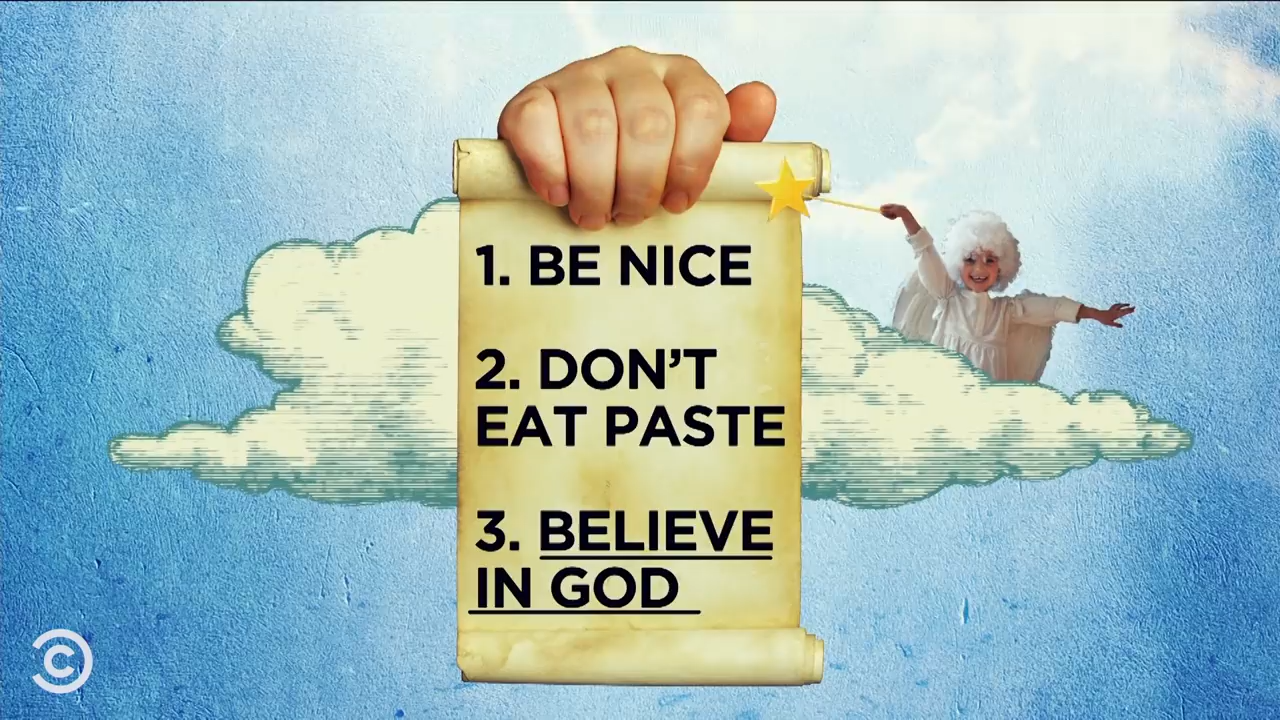 1. BE NICE
2. DON'T
EAT PASTE
3. BELIEVE
IN GOD